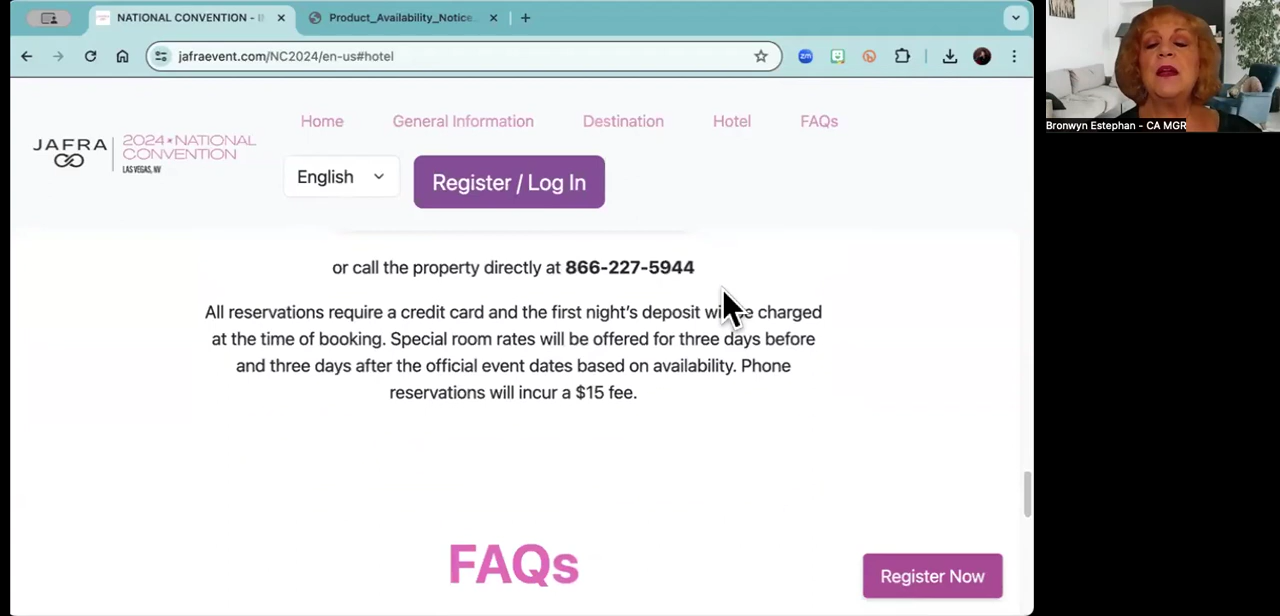 NATIONAL CONVENTION -
Product_Availability_Notice
jafraevent.com/NC2024/en-us#hotel
Bronwyn Estephan - CA MGR
Home
General Information
Destination
Hotel
FAQs
JAFRA
2024 NATIONAL
CONVENTION
LAS VEGAS, NV
English
Register / Log In
or call the property directly at 866-227-5944
All reservations require a credit card and the first night's deposit charged
at the time of booking. Special room rates will be offered for three days before
and three days after the official event dates based on availability. Phone
reservations will incur a $15 fee.
FAQs
Register Now